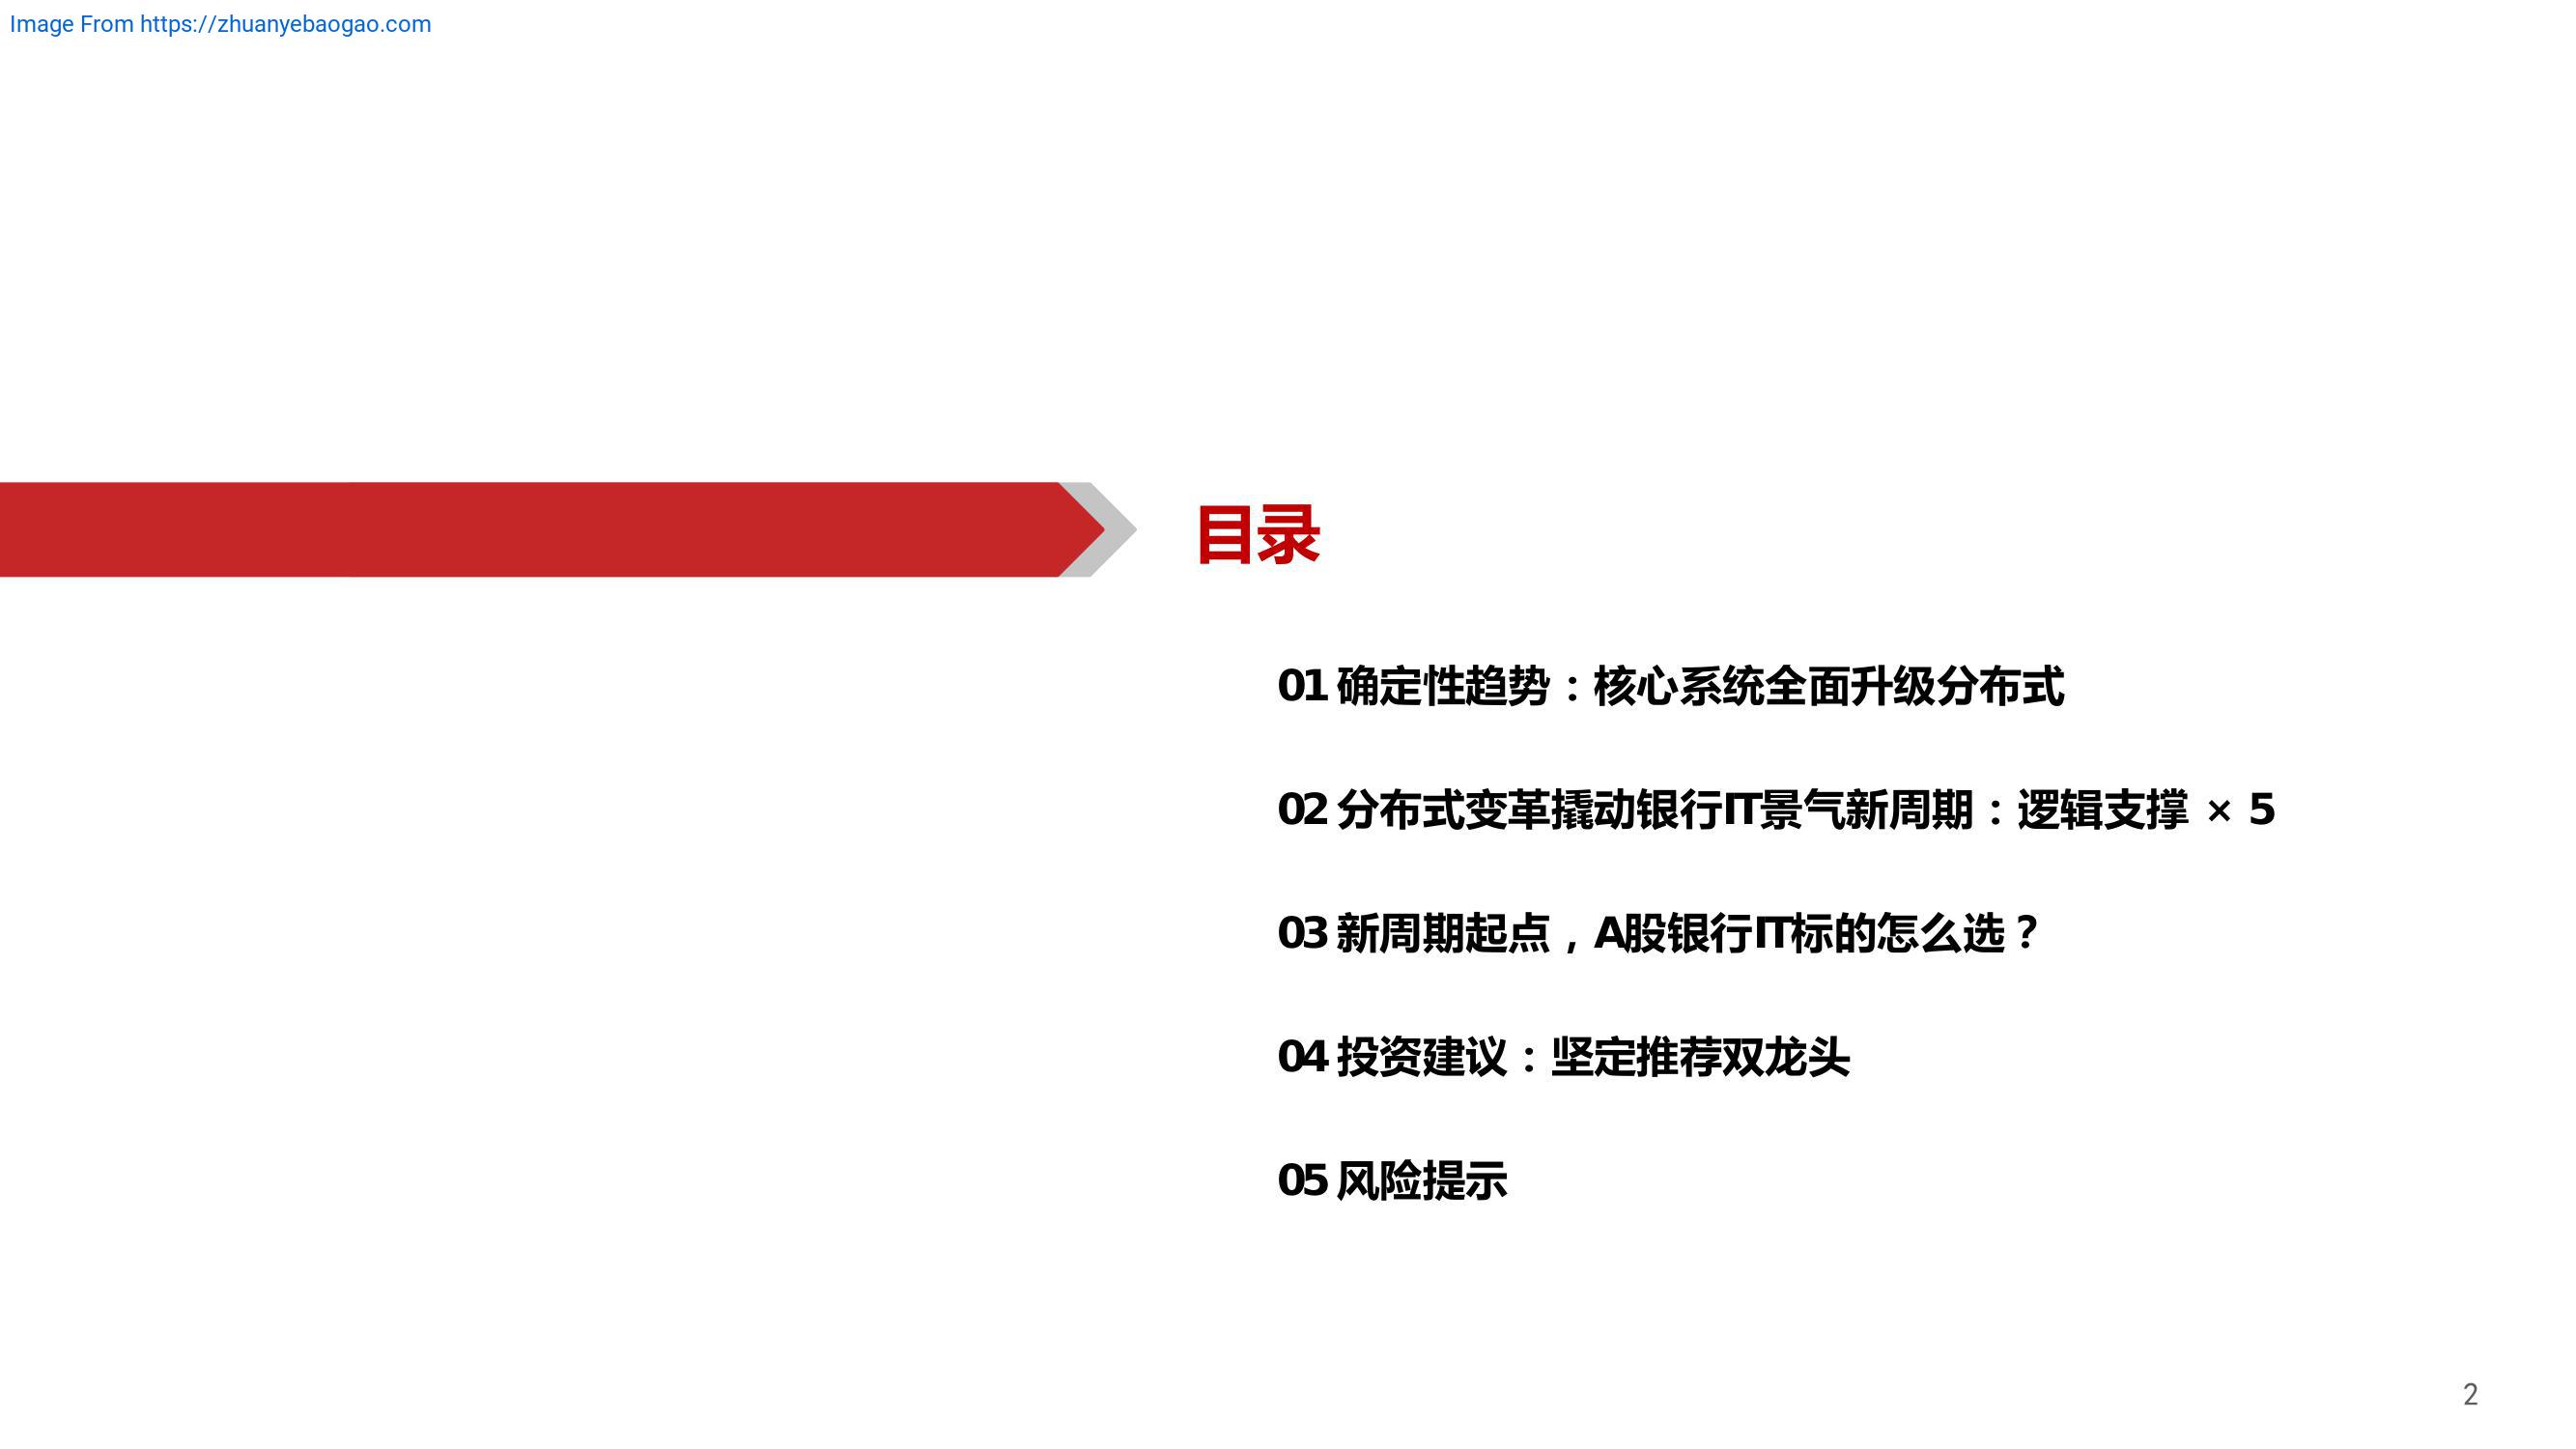 Image From https://zhuanyebaogao.com
目录
01 确定性趋势：核心系统全面升级分布式
02 分布式变革撬动银行IT景气新周期：逻辑支撑 × 5
03 新周期起点，A股银行IT标的怎么选？
04 投资建议：坚定推荐双龙头
05 风险提示
2